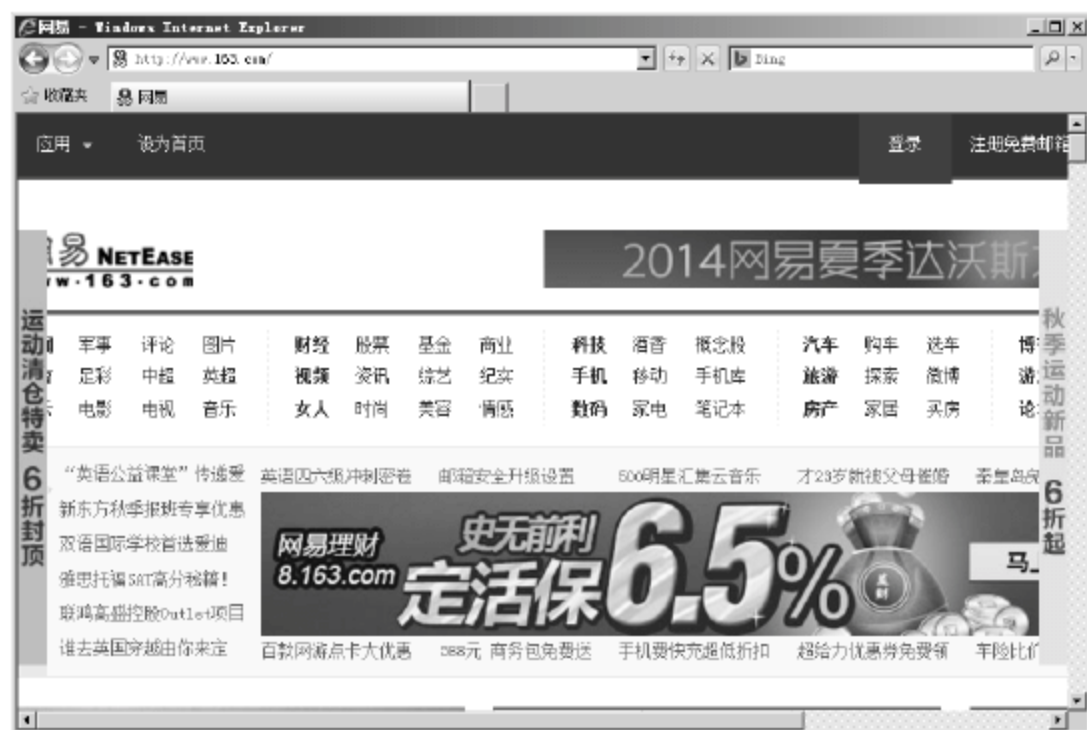 网易 - Windows Internet Explorer
http://www.163.com/
Bing
收藏夹
网易
应用
设为首页
登录
注册免费邮箱
易 NETEASE
w.163.com
2014网易夏季达沃斯
运动清仓特卖 6折封顶
秋季运动新品 6折起
军事 评论 图片 财经 股票 基金 商业 科技 酒香 概念股 汽车 购车 选车 博
足彩 中超 英超 视频 资讯 综艺 纪实 手机 移动 手机库 旅游 探索 微博 游
电影 电视 音乐 女人 时尚 美容 情感 数码 家电 笔记本 房产 家居 买房 论
“英语公益课堂”传递爱 英语四六级冲刺密卷 邮箱安全升级设置 500明星汇集云音乐 才23岁就被父母催婚 秦皇岛
新东方秋季报班专享优惠
双语国际学校首选爱迪
雅思托福SAT高分秘籍!
联鸿高盛控股Outlet项目
谁去英国穿越由你来定
网易理财
8.163.com
史无前利
定活保
6.5%
马上
百款网游点卡大优惠 588元 商务包免费送 手机费快充超低折扣 超给力优惠券免费领 车险比价